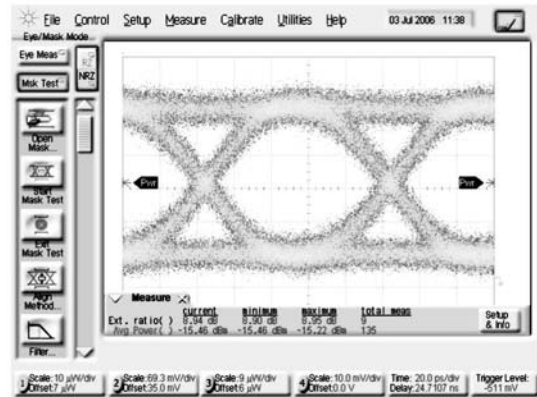 File Control Setup Measure Calibrate Utilities Help 03 Jul 2006 11:38
Eye/Mask Mode
Eye Meas
Msk Test
RZ
NRZ
Open Mask...
Start Mask Test
Exit Mask Test
Align Method...
Filter...
Pwr
Pwr
Measure
current minimum maximum total meas
Ext. ratio( ) 8.94 dB 8.90 dB 8.95 dB 9
Avg Power( ) -15.46 dBm -15.46 dBm -15.22 dBm 135
Setup & Info
1 Scale:10 µW/div
Offset:7 µW
2 Scale:69.3 mV/div
Offset:35.0 mV
3 Scale:9 µW/div
Offset:6 µW
4 Scale:10.0 mV/div
Offset:0.0 V
Time: 20.0 ps/div
Delay:24.7107 ns
Trigger Level:
-511 mV